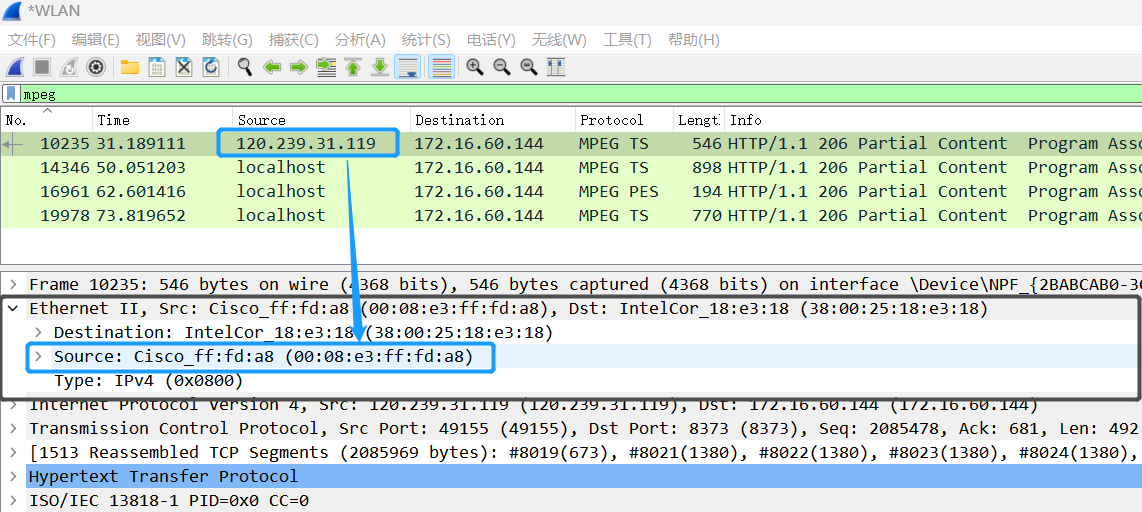 *WLAN
文件(F) 编辑(E) 视图(V) 跳转(G) 捕获(C) 分析(A) 统计(S) 电话(Y) 无线(W) 工具(T) 帮助(H)
mpeg
No. Time Source Destination Protocol Lengtl Info
10235 31.189111 120.239.31.119 172.16.60.144 MPEG TS 546 HTTP/1.1 206 Partial Content Program Asso
14346 50.051203 localhost 172.16.60.144 MPEG TS 898 HTTP/1.1 206 Partial Content Program Asso
16961 62.601416 localhost 172.16.60.144 MPEG PES 194 HTTP/1.1 206 Partial Content Program Asso
19978 73.819652 localhost 172.16.60.144 MPEG TS 770 HTTP/1.1 206 Partial Content Program Asso
Frame 10235: 546 bytes on wire (4368 bits), 546 bytes captured (4368 bits) on interface \Device\NPF_{2BABCAB0-3C
Ethernet II, Src: Cisco_ff:fd:a8 (00:08:e3:ff:fd:a8), Dst: IntelCor_18:e3:18 (38:00:25:18:e3:18)
Destination: IntelCor_18:e3:18 (38:00:25:18:e3:18)
Source: Cisco_ff:fd:a8 (00:08:e3:ff:fd:a8)
Type: IPv4 (0x0800)
Internet Protocol Version 4, Src: 120.239.31.119 (120.239.31.119), Dst: 172.16.60.144 (172.16.60.144)
Transmission Control Protocol, Src Port: 49155 (49155), Dst Port: 8373 (8373), Seq: 2085478, Ack: 681, Len: 492
[1513 Reassembled TCP Segments (2085969 bytes): #8019(673), #8021(1380), #8022(1380), #8023(1380), #8024(1380),
Hypertext Transfer Protocol
ISO/IEC 13818-1 PID=0x0 CC=0